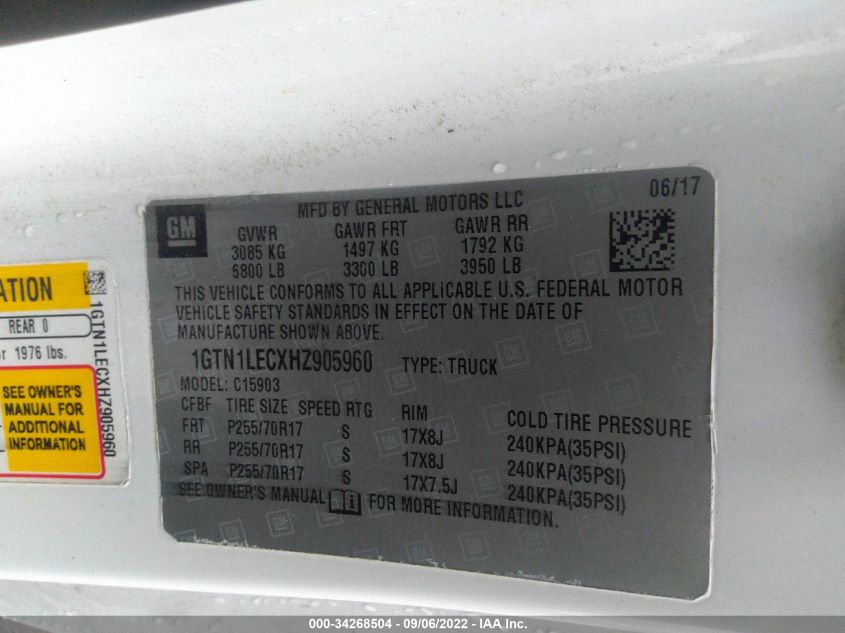 06/17
GM
MFD BY GENERAL MOTORS LLC
GVWR GAWR FRT GAWR RR
3085 KG 1497 KG 1792 KG
6800 LB 3300 LB 3950 LB
THIS VEHICLE CONFORMS TO ALL APPLICABLE U.S. FEDERAL MOTOR
VEHICLE SAFETY STANDARDS IN EFFECT ON THE DATE OF
MANUFACTURE SHOWN ABOVE.
1GTN1LECXHZ905960 TYPE: TRUCK
MODEL: C15903
CFBF TIRE SIZE SPEED RTG RIM COLD TIRE PRESSURE
FRT P255/70R17 S 17X8J 240KPA(35PSI)
RR P255/70R17 S 17X8J 240KPA(35PSI)
SPA P255/70R17 S 17X7.5J 240KPA(35PSI)
SEE OWNER'S MANUAL FOR MORE INFORMATION.
ATION
REAR 0
or 1976 lbs.
SEE OWNER'S
MANUAL FOR
ADDITIONAL
INFORMATION
1GTN1LECXHZ905960
000-34268504 - 09/06/2022 - IAA Inc.